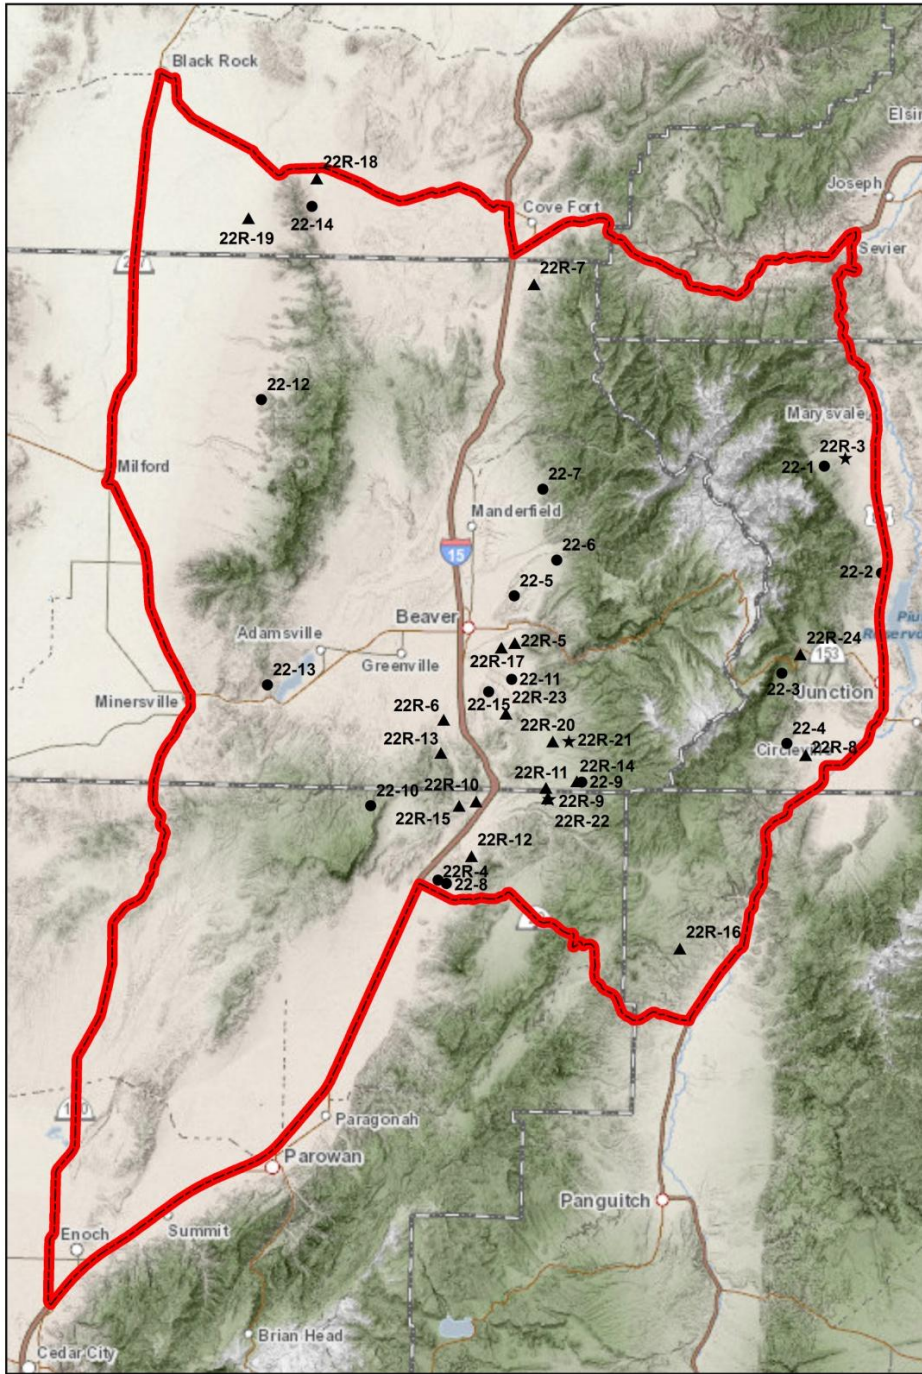 Black Rock
Elsin
22R-18
Joseph
22-14
Cove Fort
22R-19
Sevier
22R-7
22-12
Marysvale
22R-3
Milford
22-1
22-7
Manderfield
22-6
15
22-2
22-5
Beaver
Adamsville
22R-5
22R-24
Greenville
22R-17
153
22-13
22-11
22-3
Junction
Minersville
22-15
22R-23
22R-6
22R-20
22R-21
22-4
22R-13
Circleville
22R-8
22R-14
22R-11
22-9
22R-10
22-10
22R-9
22R-15
22R-22
22R-12
22R-4
22-8
22R-16
Paragonah
Parowan
Panguitch
Summit
Enoch
Brian Head
Cedar City